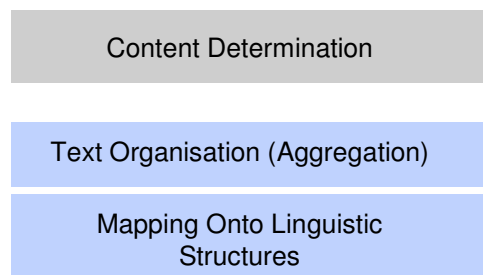 Content Determination
Text Organisation (Aggregation)
Mapping Onto Linguistic
Structures